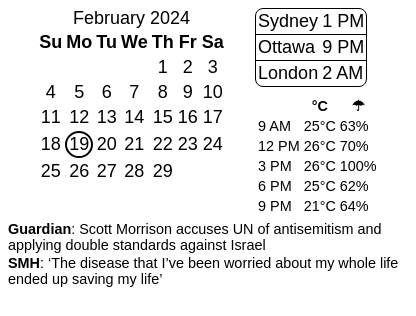 February 2024
Su Mo Tu We Th Fr Sa
1 2 3
4 5 6 7 8 9 10
11 12 13 14 15 16 17
18 19 20 21 22 23 24
25 26 27 28 29
Sydney 1 PM
Ottawa 9 PM
London 2 AM
°C ☂
9 AM 25°C 63%
12 PM 26°C 70%
3 PM 26°C 100%
6 PM 25°C 62%
9 PM 21°C 64%
Guardian: Scott Morrison accuses UN of antisemitism and
applying double standards against Israel
SMH: ‘The disease that I’ve been worried about my whole life
ended up saving my life’